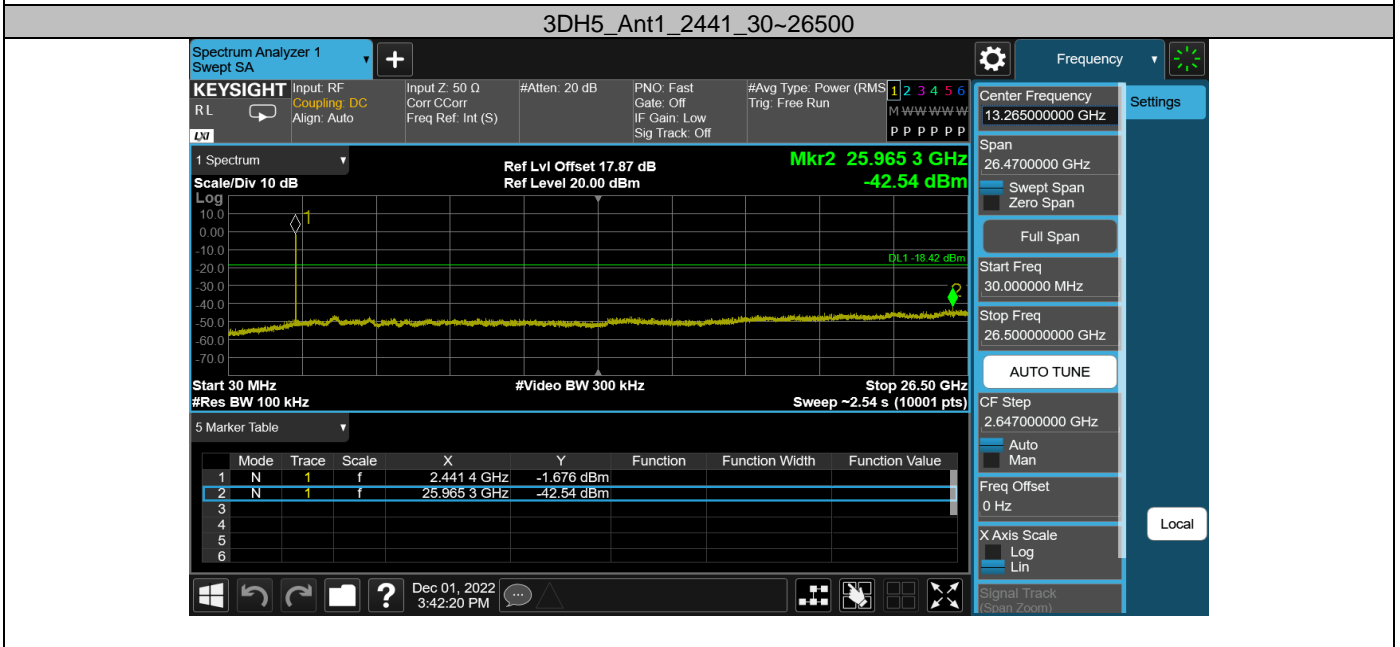 3DH5_Ant1_2441_30~26500
Spectrum Analyzer 1
Swept SA
+
Frequency
KEYSIGHT
RL
LXI
Input: RF
Coupling: DC
Align: Auto
Input Z: 50 Ω
Corr CCorr
Freq Ref: Int (S)
#Atten: 20 dB
PNO: Fast
Gate: Off
IF Gain: Low
Sig Track: Off
#Avg Type: Power (RMS
Trig: Free Run
1 2 3 4 5 6
M W W W W W
P P P P P P
1 Spectrum
Scale/Div 10 dB
Ref Lvl Offset 17.87 dB
Ref Level 20.00 dBm
Mkr2 25.965 3 GHz
-42.54 dBm
Log
10.0
0.00
-10.0
-20.0
-30.0
-40.0
-50.0
-60.0
-70.0
1
DL1 -18.42 dBm
2
Start 30 MHz
#Res BW 100 kHz
#Video BW 300 kHz
Stop 26.50 GHz
Sweep ~2.54 s (10001 pts)
5 Marker Table
Mode Trace Scale X Y Function Function Width Function Value
1 N 1 f 2.441 4 GHz -1.676 dBm
2 N 1 f 25.965 3 GHz -42.54 dBm
3
4
5
6
Center Frequency
13.265000000 GHz
Span
26.4700000 GHz
Swept Span
Zero Span
Full Span
Start Freq
30.000000 MHz
Stop Freq
26.500000000 GHz
AUTO TUNE
CF Step
2.647000000 GHz
Auto
Man
Freq Offset
0 Hz
X Axis Scale
Log
Lin
Signal Track
(Span Zoom)
Settings
Local
?
Dec 01, 2022
3:42:20 PM